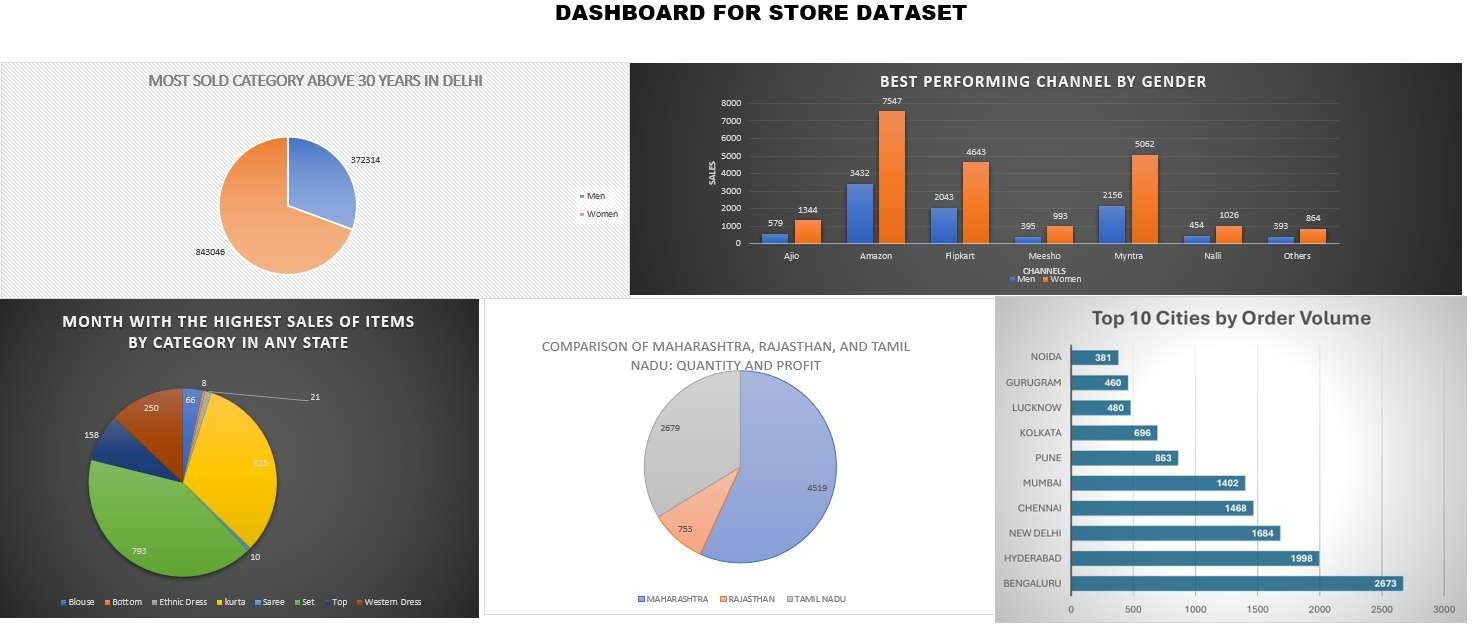 DASHBOARD FOR STORE DATASET
MOST SOLD CATEGORY ABOVE 30 YEARS IN DELHI
372314
843046
Men
Women
BEST PERFORMING CHANNEL BY GENDER
SALES
8000
7000
6000
5000
4000
3000
2000
1000
0
579
1344
3432
7547
2043
4643
395
993
2156
5062
454
1026
393
864
Ajio Amazon Flipkart Meesho Myntra Nalli Others
CHANNELS
Men Women
MONTH WITH THE HIGHEST SALES OF ITEMS
BY CATEGORY IN ANY STATE
66
8
21
10
793
158
250
Blouse Bottom Ethnic Dress kurta Saree Set Top Western Dress
COMPARISON OF MAHARASHTRA, RAJASTHAN, AND TAMIL
NADU: QUANTITY AND PROFIT
4519
753
2679
MAHARASHTRA RAJASTHAN TAMIL NADU
Top 10 Cities by Order Volume
NOIDA 381
GURUGRAM 460
LUCKNOW 480
KOLKATA 696
PUNE 863
MUMBAI 1402
CHENNAI 1468
NEW DELHI 1684
HYDERABAD 1998
BENGALURU 2673
0 500 1000 1500 2000 2500 3000